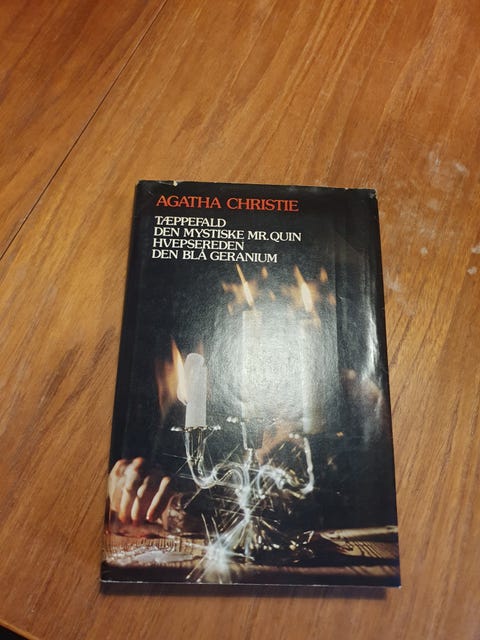 AGATHA CHRISTIE
TÆPPEFALD
DEN MYSTISKE MR. QUIN
HVEPSEREDEN
DEN BLÅ GERANIUM